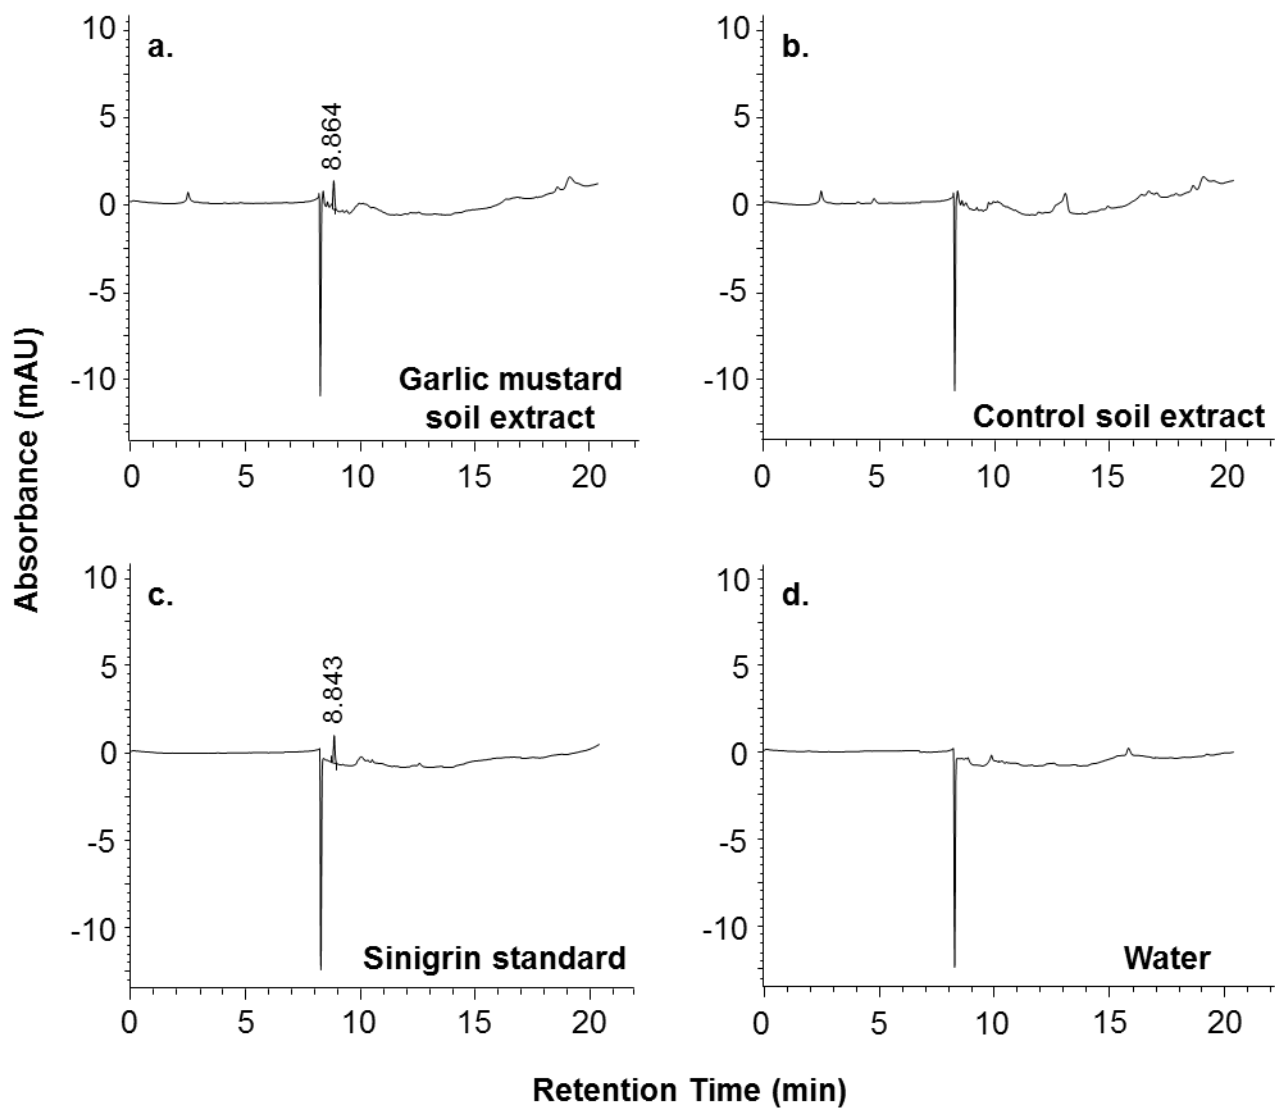 a.
10
5
0
-5
-10
8.864
Garlic mustard
soil extract
0 5 10 15 20
b.
10
5
0
-5
-10
Control soil extract
0 5 10 15 20
Absorbance (mAU)
c.
10
5
0
-5
-10
8.843
Sinigrin standard
0 5 10 15 20
d.
10
5
0
-5
-10
Water
0 5 10 15 20
Retention Time (min)